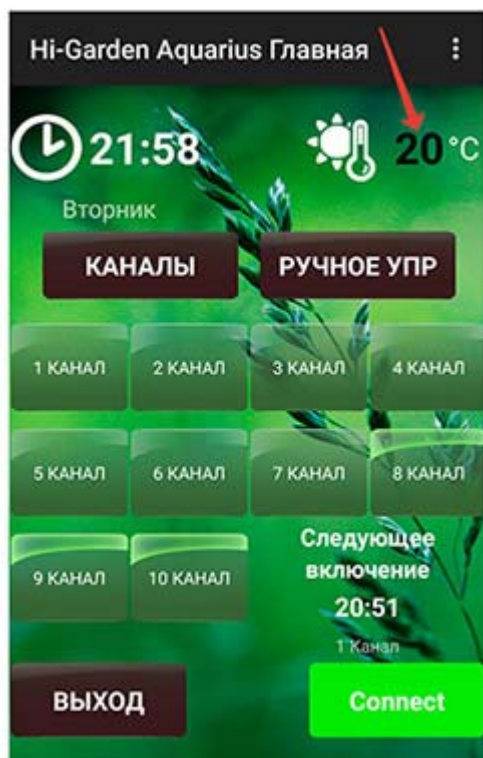 Hi-Garden Aquarius Главная
21:58
20 °C
Вторник
КАНАЛЫ
РУЧНОЕ УПР
1 КАНАЛ
2 КАНАЛ
3 КАНАЛ
4 КАНАЛ
5 КАНАЛ
6 КАНАЛ
7 КАНАЛ
8 КАНАЛ
9 КАНАЛ
10 КАНАЛ
Следующее
включение
20:51
1 Канал
ВЫХОД
Connect